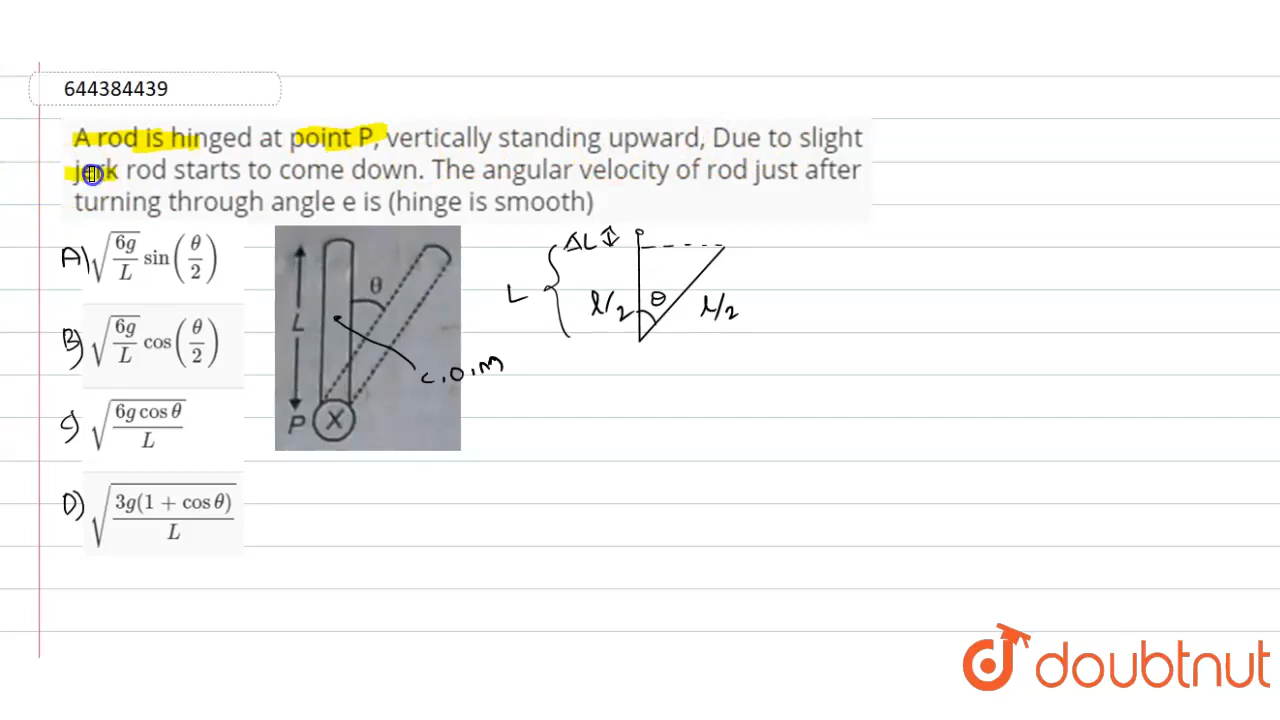 644384439
A rod is hinged at point P, vertically standing upward, Due to slight
jerk rod starts to come down. The angular velocity of rod just after
turning through angle e is (hinge is smooth)
A) √(6g/L) sin(θ/2)
B) √(6g/L) cos(θ/2)
C) √(6g cos θ/L)
D) √(3g(1 + cos θ)/L)
θ
L
P X
C.O.M
ΔL
L
l/2 θ l/2
doubtnut